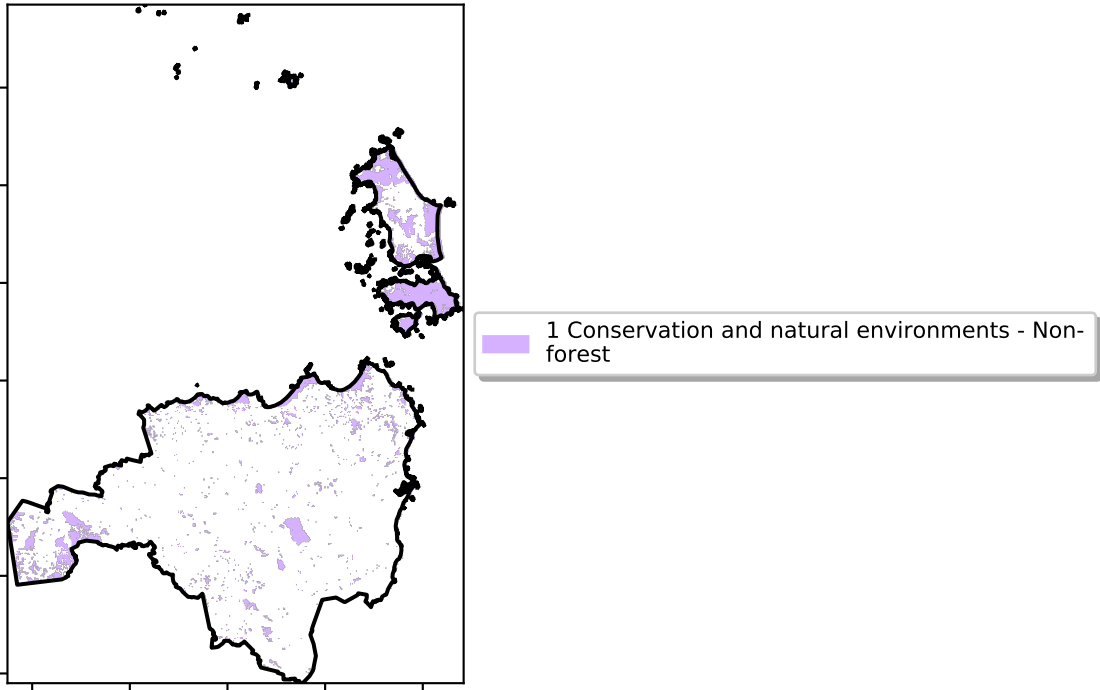 1 Conservation and natural environments - Non-
forest